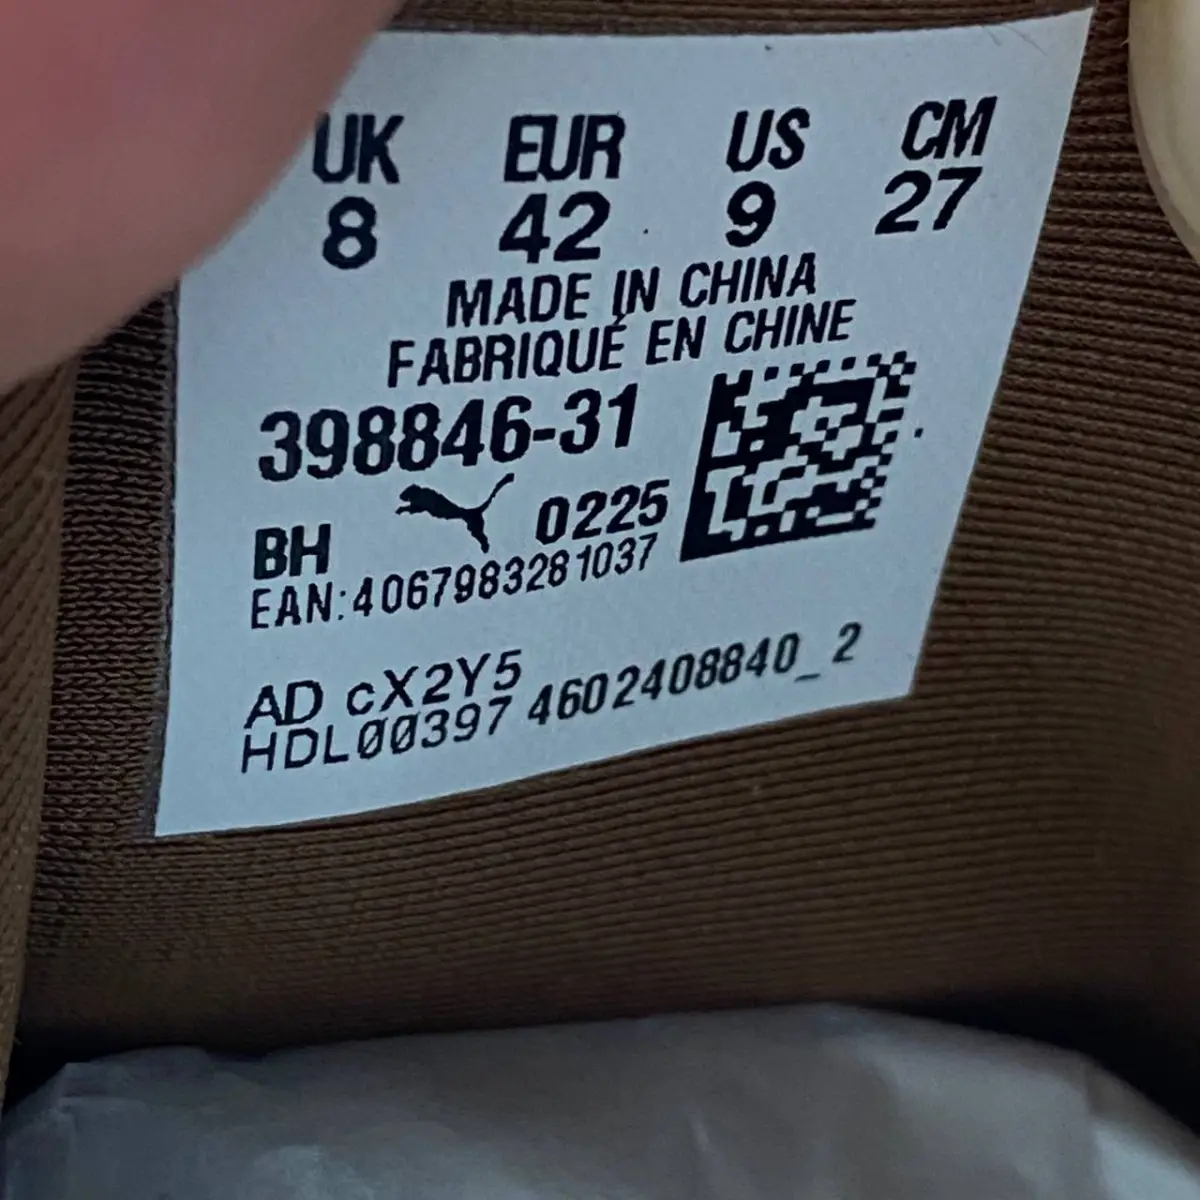 UK EUR US CM
8 42 9 27
MADE IN CHINA
FABRIQUÉ EN CHINE
398846-31
BH 0225
EAN:4067983281037
AD cX2Y5
HDL00397 4602408840_2